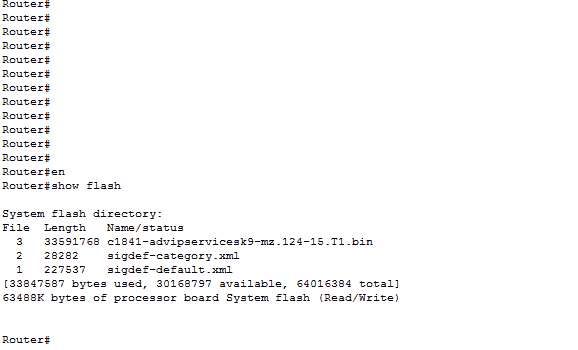 Router#
Router#
Router#
Router#
Router#
Router#
Router#
Router#
Router#
Router#
Router#
Router#
Router#en
Router#show flash
System flash directory:
File  Length   Name/status
  3   33591768 c1841-advipservicesk9-mz.124-15.T1.bin
  2   28282    sigdef-category.xml
  1   227537   sigdef-default.xml
[33847587 bytes used, 30168797 available, 64016384 total]
63488K bytes of processor board System flash (Read/Write)
Router#